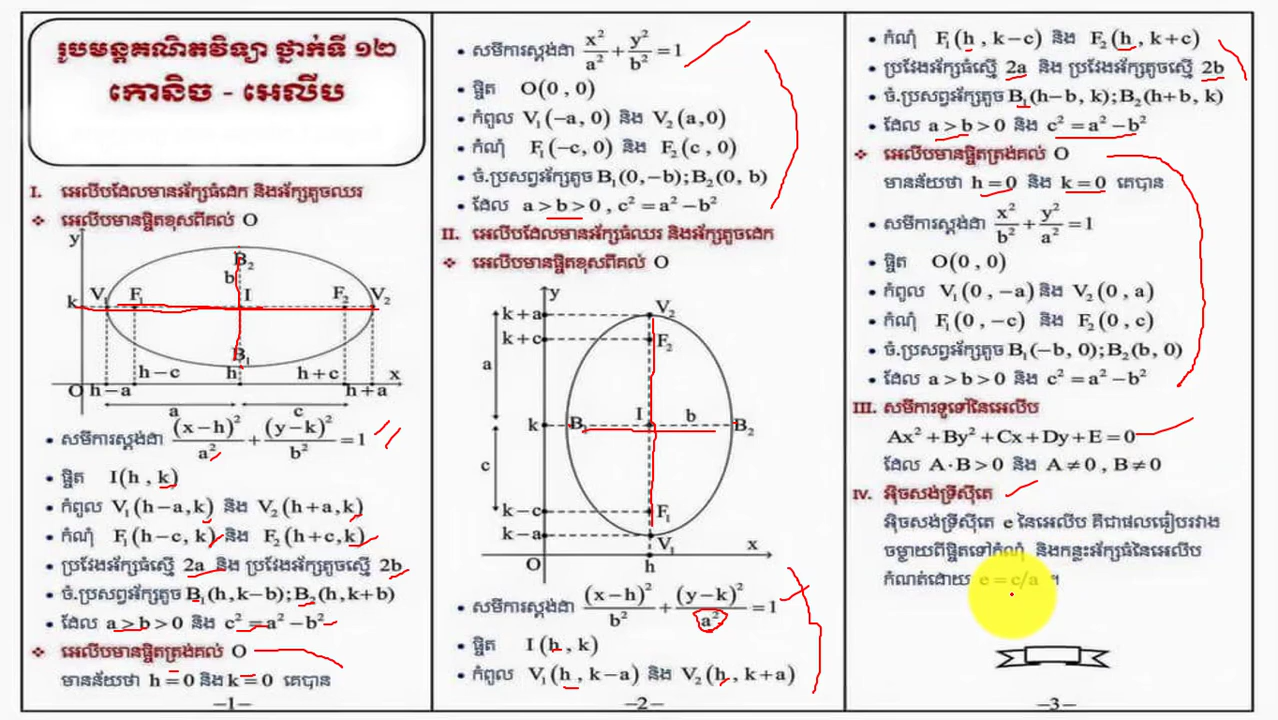 រូបមន្តគណិតវិទ្យា ថ្នាក់ទី ១២
កោនិច - អេលីប
I. អេលីបដែលមានអ័ក្សធំដេក និងអ័ក្សតូចឈរ
❖ អេលីបមានផ្ចិតខុសពីគល់ O
y
B₂
b
k V₁ F₁ I F₂ V₂
B₁
h−c h h+c x
O h−a h+a
a c
• សមីការស្តង់ដា (x−h)²/a² + (y−k)²/b² = 1
• ផ្ចិត I(h , k)
• កំពូល V₁(h−a,k) និង V₂(h+a,k)
• កំណុំ F₁(h−c, k) និង F₂(h+c,k)
• ប្រវែងអ័ក្សធំស្មើ 2a និង ប្រវែងអ័ក្សតូចស្មើ 2b
• ចំ.ប្រសព្វអ័ក្សតូច B₁(h,k−b);B₂(h,k+b)
• ដែល a>b>0 និង c²=a²−b²
❖ អេលីបមានផ្ចិតត្រង់គល់ O
មានន័យថា h=0 និង k=0 គេបាន
−1−
• សមីការស្តង់ដា x²/a² + y²/b² = 1
• ផ្ចិត O(0 , 0)
• កំពូល V₁(−a, 0) និង V₂(a,0)
• កំណុំ F₁(−c, 0) និង F₂(c , 0)
• ចំ.ប្រសព្វអ័ក្សតូច B₁(0,−b);B₂(0, b)
• ដែល a>b>0 , c²=a²−b²
II. អេលីបដែលមានអ័ក្សធំឈរ និងអ័ក្សតូចដេក
❖ អេលីបមានផ្ចិតខុសពីគល់ O
y
k+a V₂
k+c F₂
a
k B₁ I b B₂
c
k−c F₁
k−a V₁
O h x
• សមីការស្តង់ដា (x−h)²/b² + (y−k)²/a² = 1
• ផ្ចិត I(h, k)
• កំពូល V₁(h, k−a) និង V₂(h, k+a)
−2−
• កំណុំ F₁(h , k−c) និង F₂(h , k+c)
• ប្រវែងអ័ក្សធំស្មើ 2a និង ប្រវែងអ័ក្សតូចស្មើ 2b
• ចំ.ប្រសព្វអ័ក្សតូច B₁(h−b, k);B₂(h+b, k)
• ដែល a>b>0 និង c²=a²−b²
❖ អេលីបមានផ្ចិតត្រង់គល់ O
មានន័យថា h=0 និង k=0 គេបាន
• សមីការស្តង់ដា x²/b² + y²/a² = 1
• ផ្ចិត O(0 , 0)
• កំពូល V₁(0 , −a) និង V₂(0 , a)
• កំណុំ F₁(0 , −c) និង F₂(0 , c)
• ចំ.ប្រសព្វអ័ក្សតូច B₁(−b, 0);B₂(b, 0)
• ដែល a>b>0 និង c²=a²−b²
III. សមីការទូទៅនៃអេលីប
Ax²+By²+Cx+Dy+E=0
ដែល A·B>0 និង A≠0 , B≠0
IV. អ៊ិចសង់ទ្រីស៊ីតេ
អ៊ិចសង់ទ្រីស៊ីតេ e នៃអេលីប គឺជាផលធៀបរវាង
ចម្ងាយពីផ្ចិតទៅកំណុំ និងកន្លះអ័ក្សធំនៃអេលីប
កំណត់ដោយ e = c/a ។
−3−